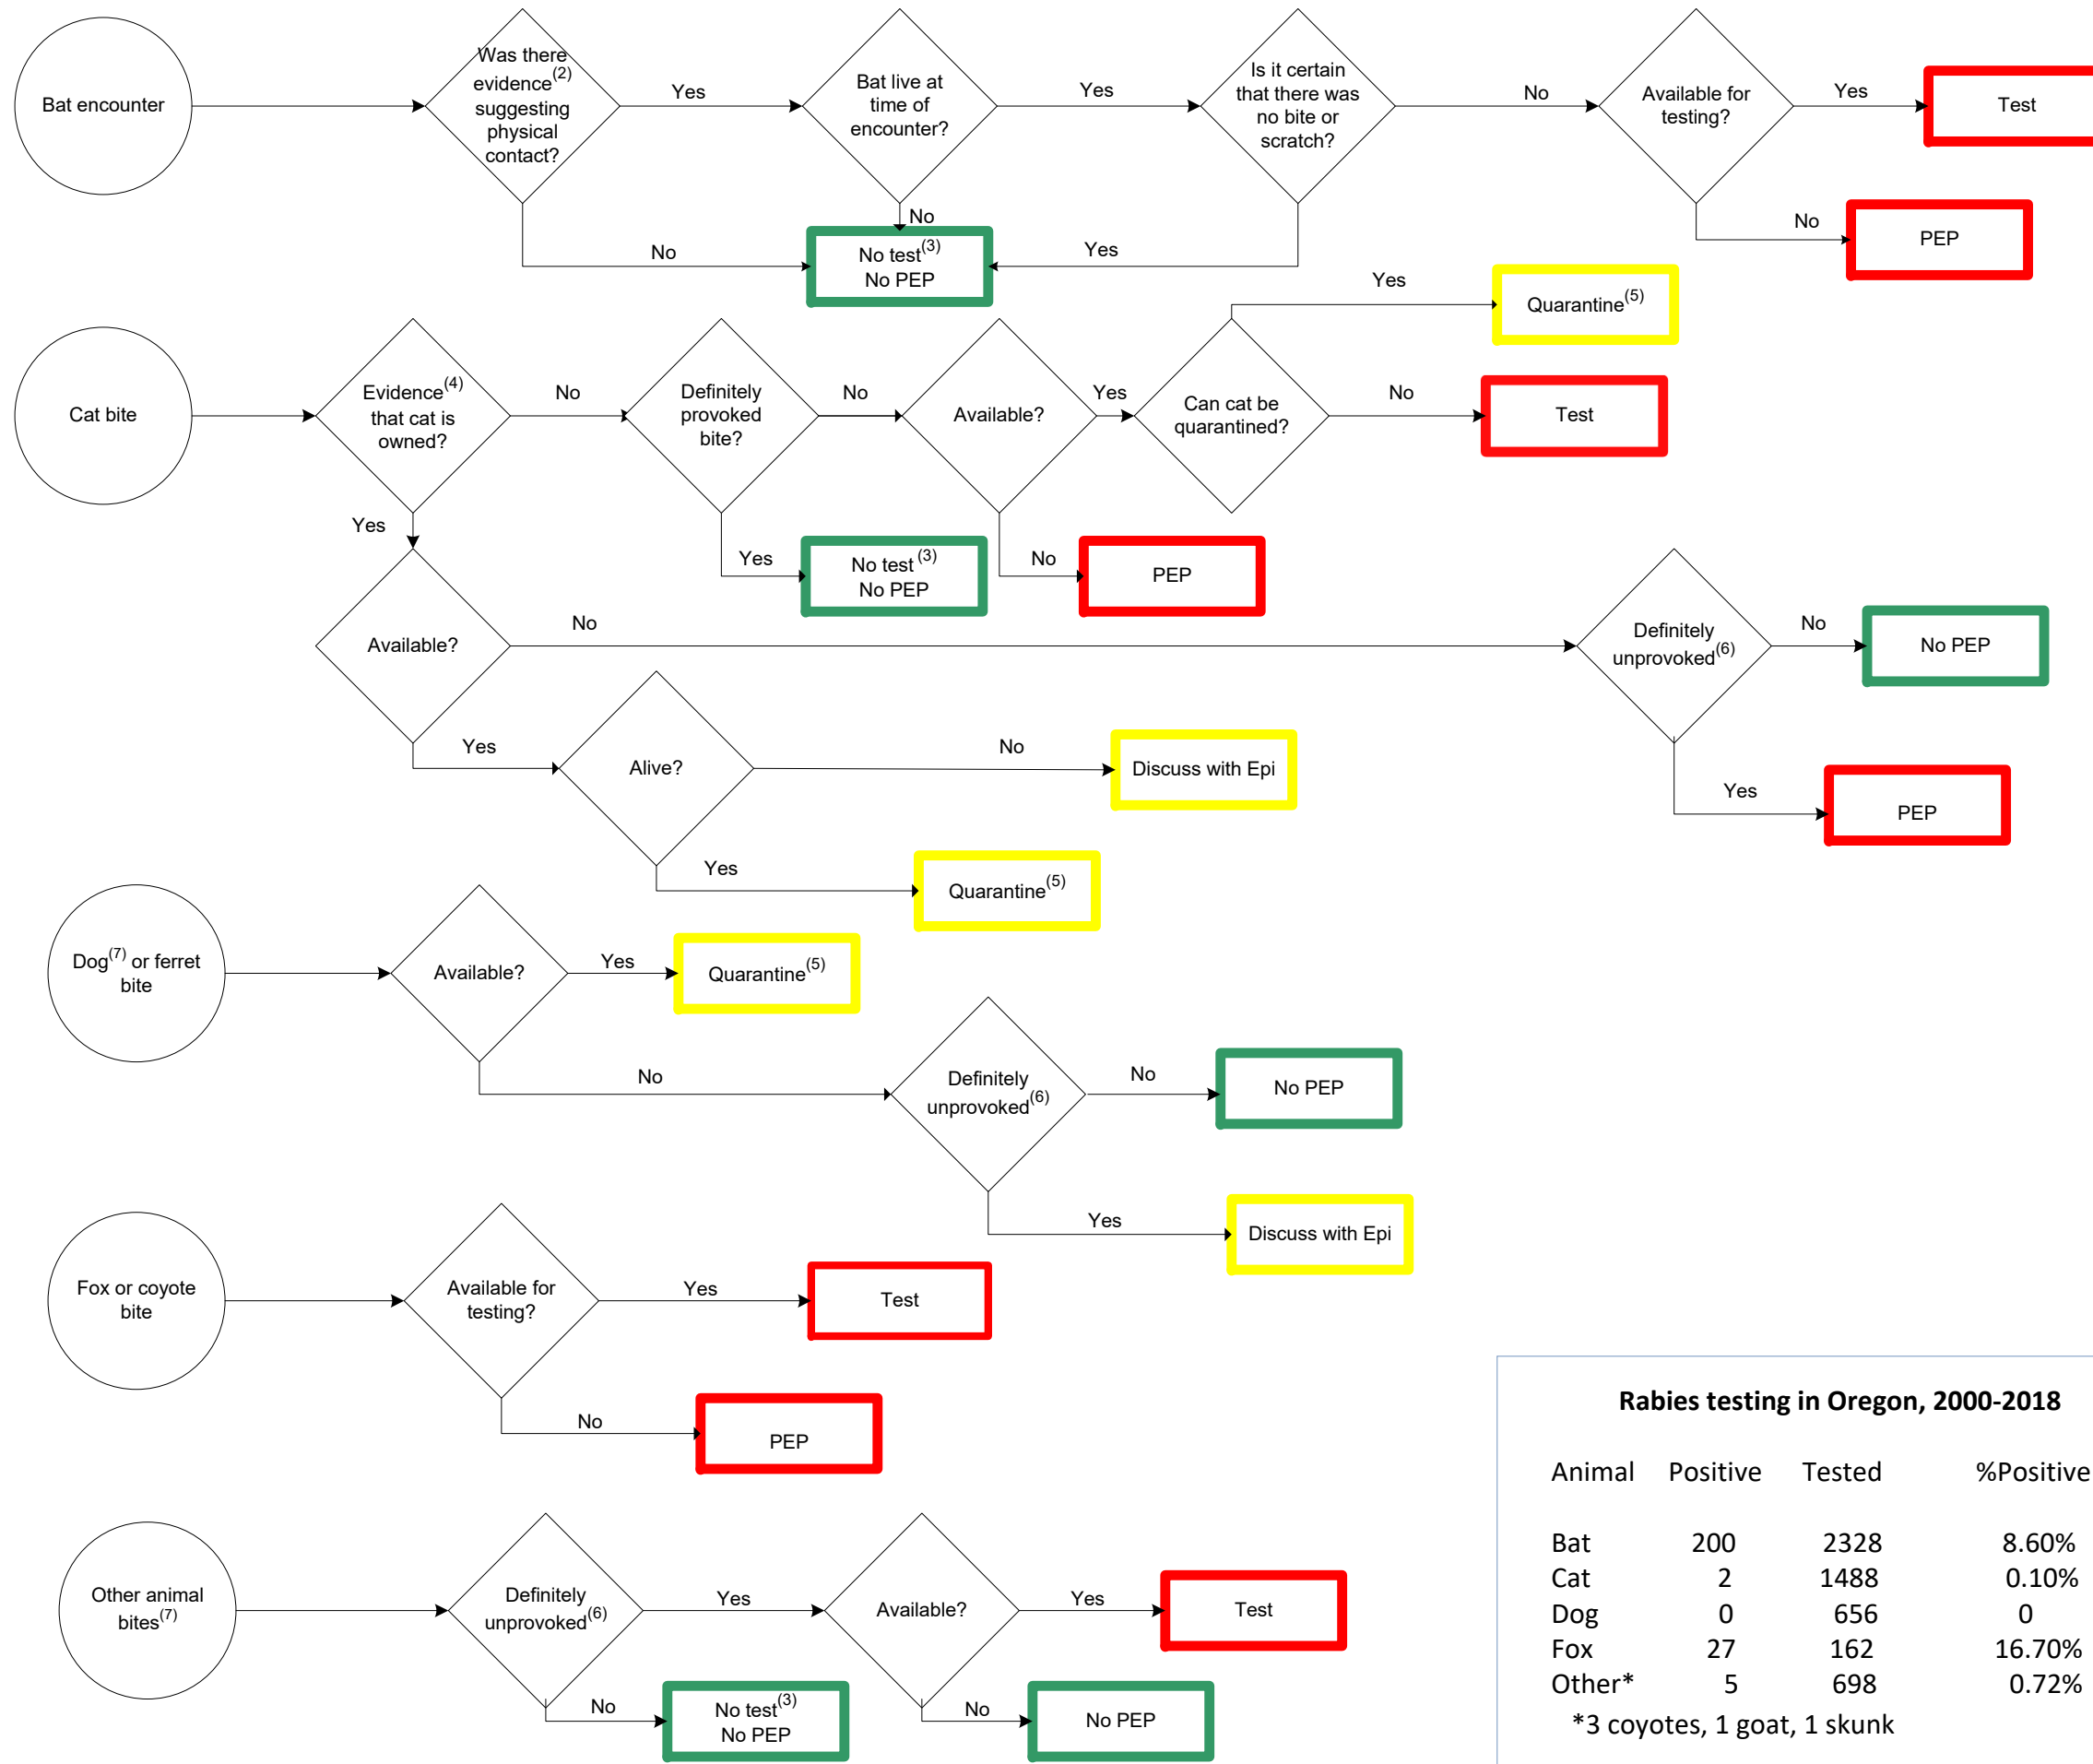 Bat encounter
Was there
evidence(2)
suggesting
physical
contact?
Yes
No
Bat live at
time of
encounter?
Yes
No
Is it certain
that there was
no bite or
scratch?
No
Yes
Available for
testing?
Yes
Test
No
PEP
No test(3)
No PEP
Cat bite
Evidence(4)
that cat is
owned?
No
Yes
Definitely
provoked
bite?
No
Yes
No test (3)
No PEP
Available?
Yes
No
PEP
Can cat be
quarantined?
Yes
Quarantine(5)
No
Test
Available?
No
Definitely
unprovoked(6)
No
No PEP
Yes
PEP
Yes
Alive?
No
Discuss with Epi
Yes
Quarantine(5)
Dog(7) or ferret
bite
Available?
Yes
Quarantine(5)
No
Definitely
unprovoked(6)
No
No PEP
Yes
Discuss with Epi
Fox or coyote
bite
Available for
testing?
Yes
Test
No
PEP
Other animal
bites(7)
Definitely
unprovoked(6)
Yes
No
No test(3)
No PEP
Available?
Yes
Test
No
No PEP
Rabies testing in Oregon, 2000-2018
Animal Positive Tested %Positive
Bat 200 2328 8.60%
Cat 2 1488 0.10%
Dog 0 656 0
Fox 27 162 16.70%
Other* 5 698 0.72%
*3 coyotes, 1 goat, 1 skunk